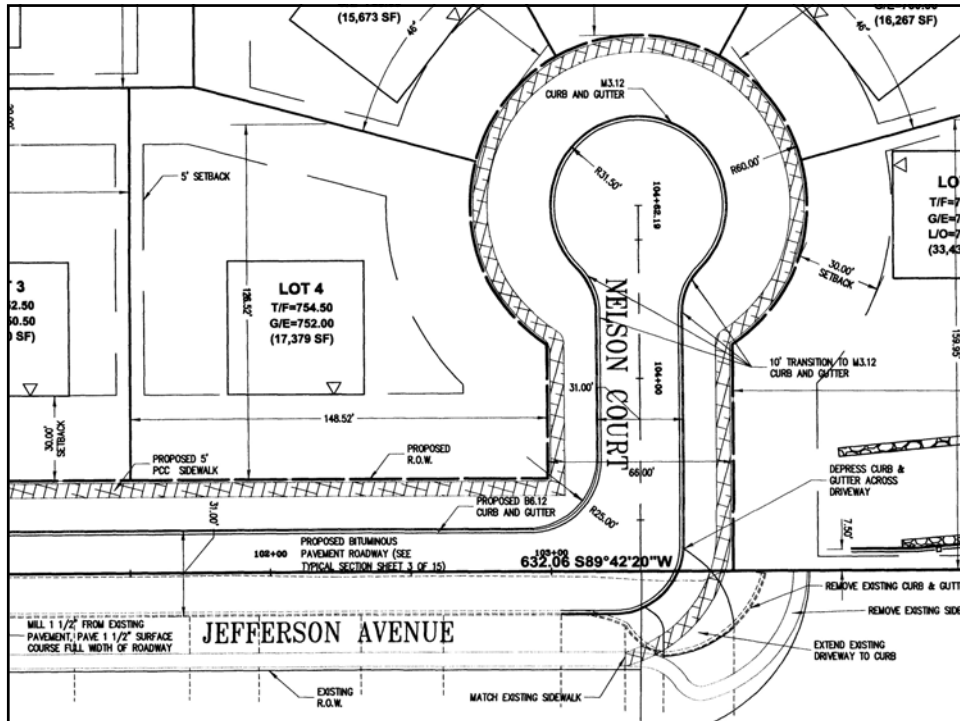 (15,673 SF)
(16,267 SF)
46'
46'
M3.12
CURB AND GUTTER
R31.50'
R60.00'
104+62.19
5' SETBACK
126.52'
LOT 4
T/F=754.50
G/E=752.00
(17,379 SF)
30.00'
SETBACK
159.95'
NELSON COURT
104+00
31.00'
10' TRANSITION TO M3.12
CURB AND GUTTER
148.52'
30.00'
SETBACK
PROPOSED 5'
PCC SIDEWALK
PROPOSED
R.O.W.
66.00'
DEPRESS CURB &
GUTTER ACROSS
DRIVEWAY
PROPOSED B6.12
CURB AND GUTTER
R25.00'
31.00'
7.50'
102+00
PROPOSED BITUMINOUS
PAVEMENT ROADWAY (SEE
TYPICAL SECTION SHEET 3 OF 15)
103+00
632.06 S89°42'20"W
REMOVE EXISTING CURB &
REMOVE EXISTING
MILL 1 1/2" FROM EXISTING
PAVEMENT, PAVE 1 1/2" SURFACE
COURSE FULL WIDTH OF ROADWAY
JEFFERSON AVENUE
EXTEND EXISTING
DRIVEWAY TO CURB
EXISTING
R.O.W.
MATCH EXISTING SIDEWALK